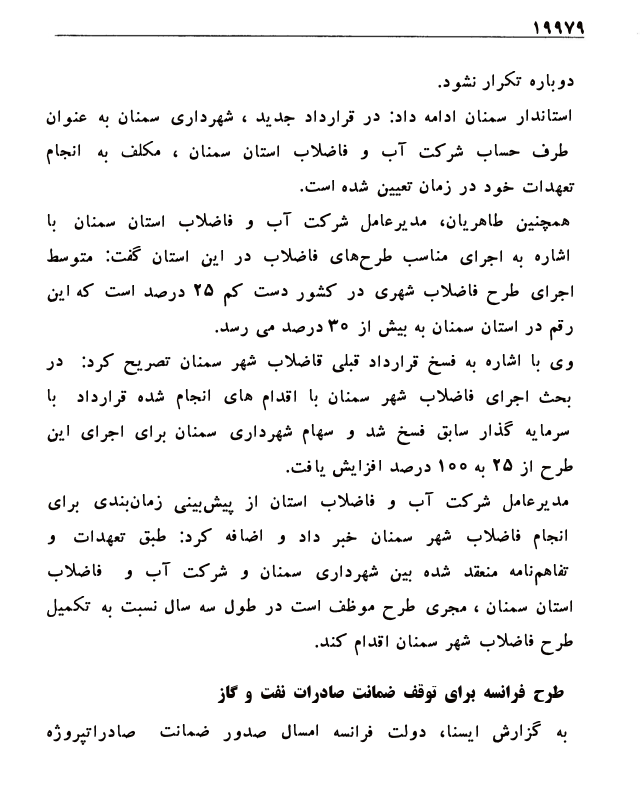 ۱۹۹۷۹
دوباره تکرار نشود.
استاندار سمنان ادامه داد: در قرارداد جدید ، شهرداری سمنان به عنوان
طرف حساب شرکت آب و فاضلاب استان سمنان ، مکلف به انجام
تعهدات خود در زمان تعیین شده است.
همچنین طاهریان، مدیرعامل شرکت آب و فاضلاب استان سمنان با
اشاره به اجرای مناسب طرح‌های فاضلاب در این استان گفت: متوسط
اجرای طرح فاضلاب شهری در کشور دست کم ۲۵ درصد است که این
رقم در استان سمنان به بیش از ۳۰ درصد می رسد.
وی با اشاره به فسخ قرارداد قبلی قاضلاب شهر سمنان تصریح کرد: در
بحث اجرای فاضلاب شهر سمنان با اقدام های انجام شده قرارداد با
سرمایه گذار سابق فسخ شد و سهام شهرداری سمنان برای اجرای این
طرح از ۲۵ به ۱۰۰ درصد افزایش یافت.
مدیرعامل شرکت آب و فاضلاب استان از پیش‌بینی زمان‌بندی برای
انجام فاضلاب شهر سمنان خبر داد و اضافه کرد: طبق تعهدات و
تفاهم‌نامه منعقد شده بین شهرداری سمنان و شرکت آب و فاضلاب
استان سمنان ، مجری طرح موظف است در طول سه سال نسبت به تکمیل
طرح فاضلاب شهر سمنان اقدام کند.
طرح فرانسه برای توقف ضمانت صادرات نفت و گاز
به گزارش ایسنا، دولت فرانسه امسال صدور ضمانت صادراتپروژه